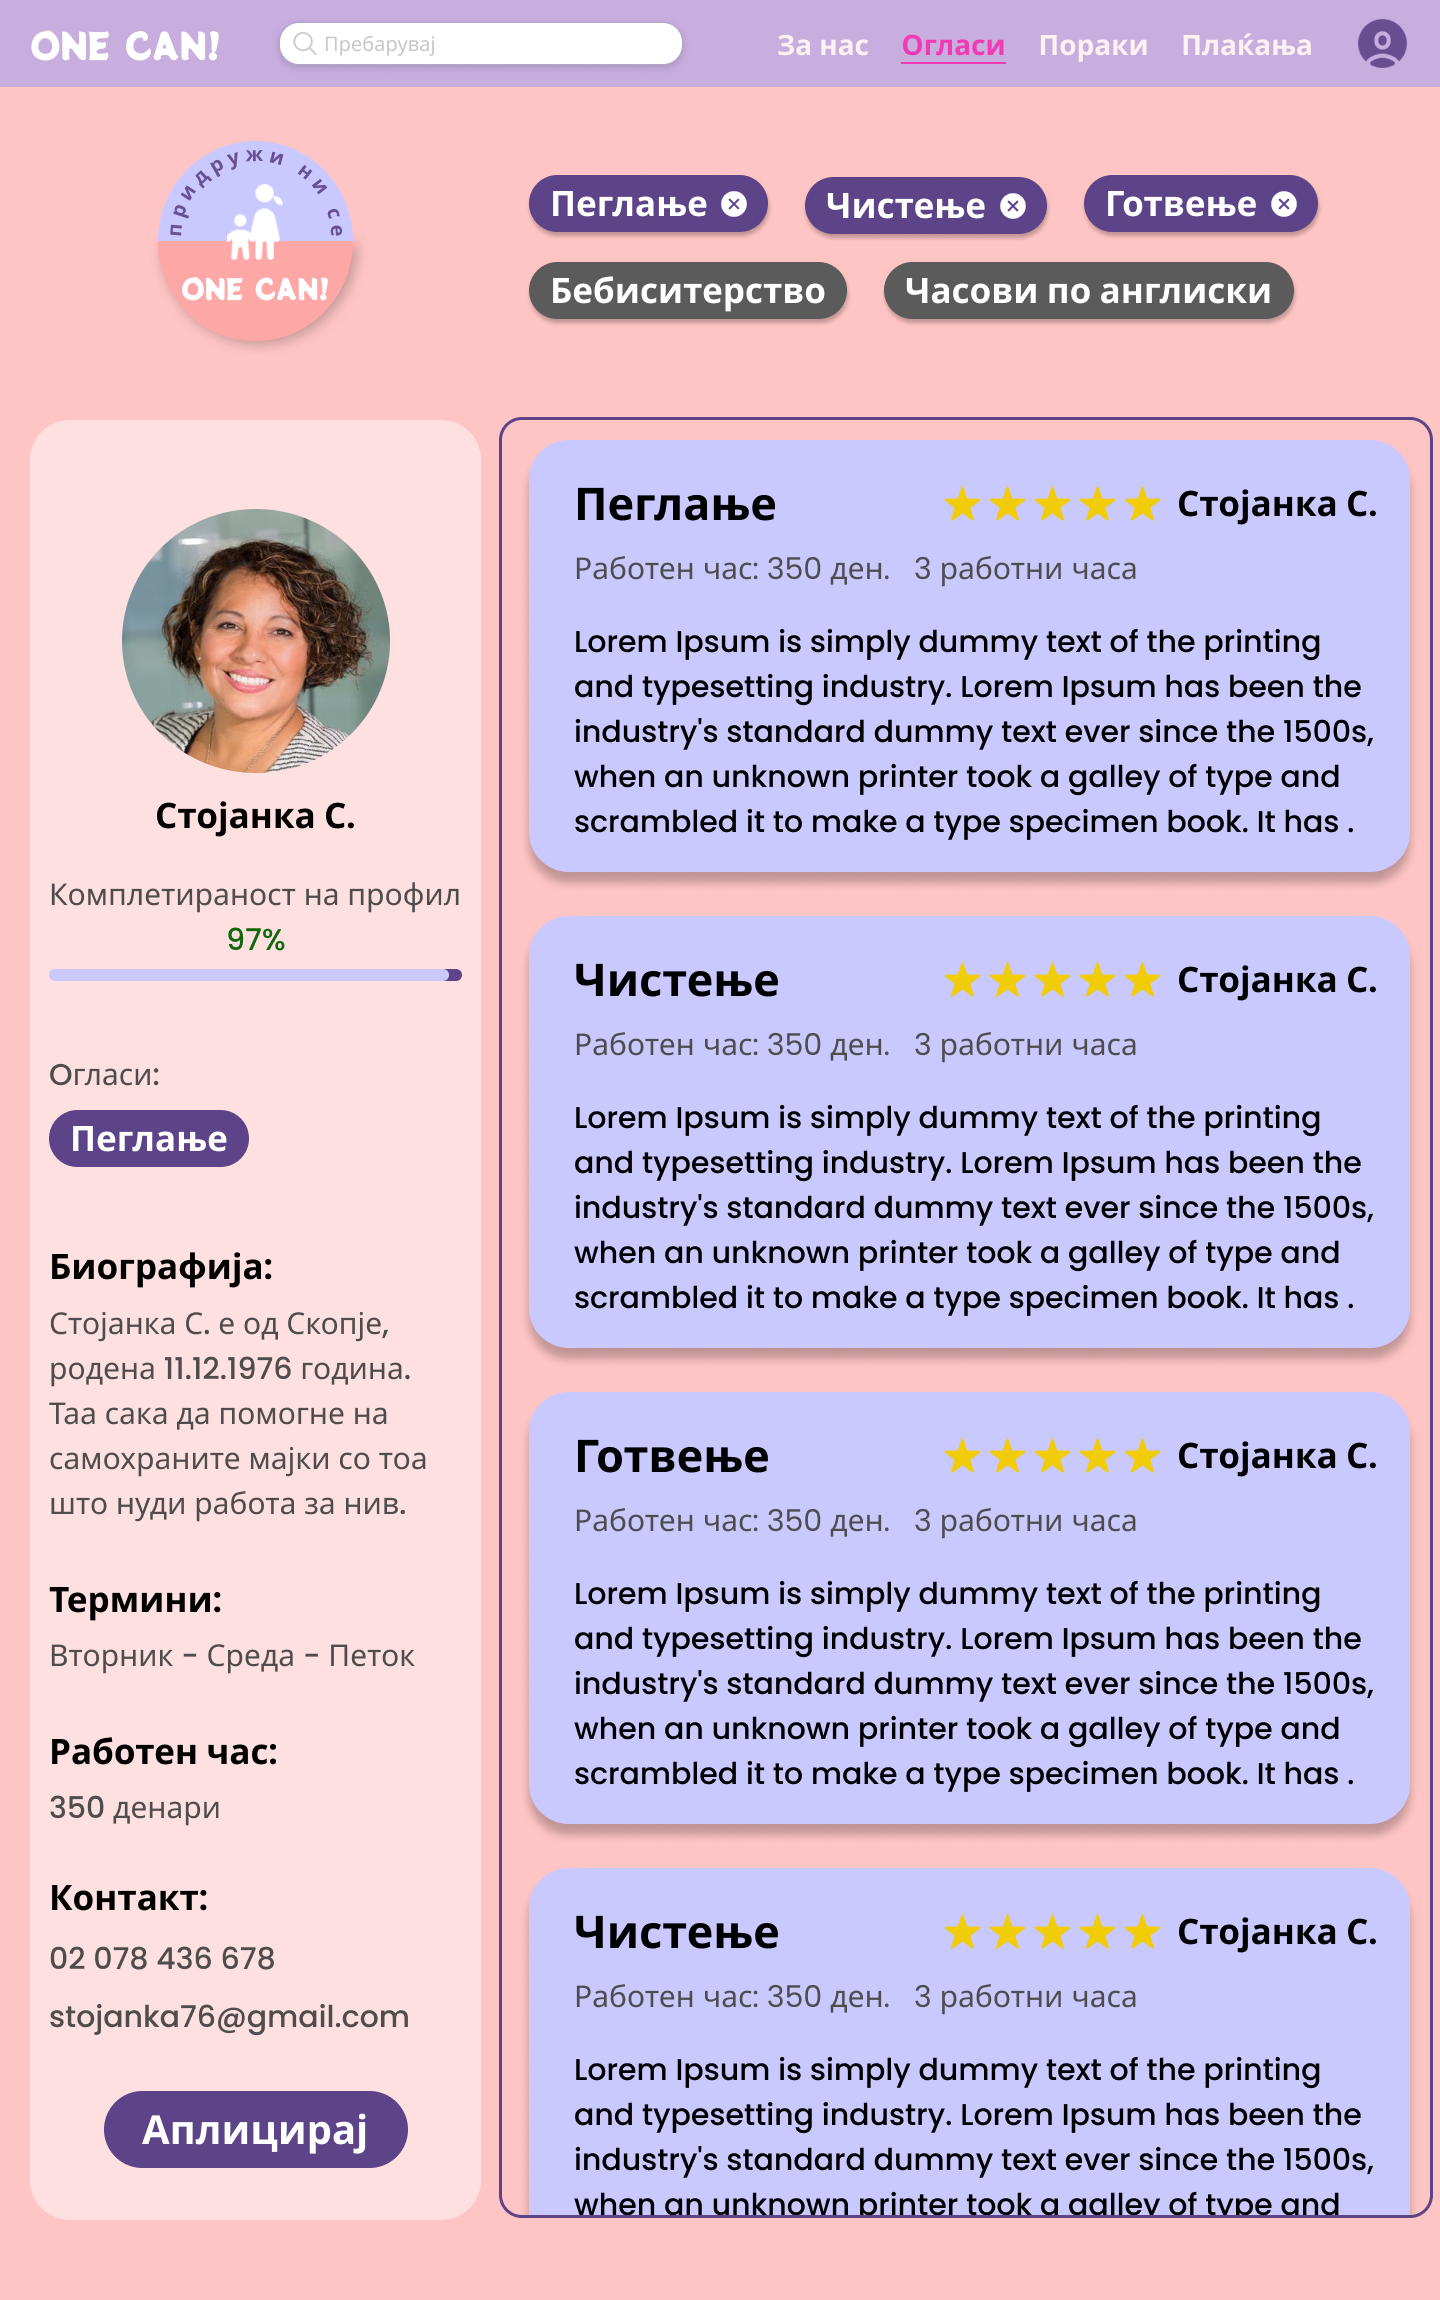 ONE CAN!
Пребарувај
За нас
Огласи
Пораки
Плаќања
придружи ни се
ONE CAN!
Пеглање
Чистење
Готвење
Бебиситерство
Часови по англиски
Стојанка С.
Комплетираност на профил
97%
Огласи:
Пеглање
Биографија:
Стојанка С. е од Скопје,
родена 11.12.1976 година.
Таа сака да помогне на
самохраните мајки со тоа
што нуди работа за нив.
Термини:
Вторник - Среда - Петок
Работен час:
350 денари
Контакт:
02 078 436 678
stojanka76@gmail.com
Аплицирај
Пеглање
Стојанка С.
Работен час: 350 ден. 3 работни часа
Lorem Ipsum is simply dummy text of the printing
and typesetting industry. Lorem Ipsum has been the
industry's standard dummy text ever since the 1500s,
when an unknown printer took a galley of type and
scrambled it to make a type specimen book. It has .
Чистење
Стојанка С.
Работен час: 350 ден. 3 работни часа
Lorem Ipsum is simply dummy text of the printing
and typesetting industry. Lorem Ipsum has been the
industry's standard dummy text ever since the 1500s,
when an unknown printer took a galley of type and
scrambled it to make a type specimen book. It has .
Готвење
Стојанка С.
Работен час: 350 ден. 3 работни часа
Lorem Ipsum is simply dummy text of the printing
and typesetting industry. Lorem Ipsum has been the
industry's standard dummy text ever since the 1500s,
when an unknown printer took a galley of type and
scrambled it to make a type specimen book. It has .
Чистење
Стојанка С.
Работен час: 350 ден. 3 работни часа
Lorem Ipsum is simply dummy text of the printing
and typesetting industry. Lorem Ipsum has been the
industry's standard dummy text ever since the 1500s,
when an unknown printer took a galley of type and